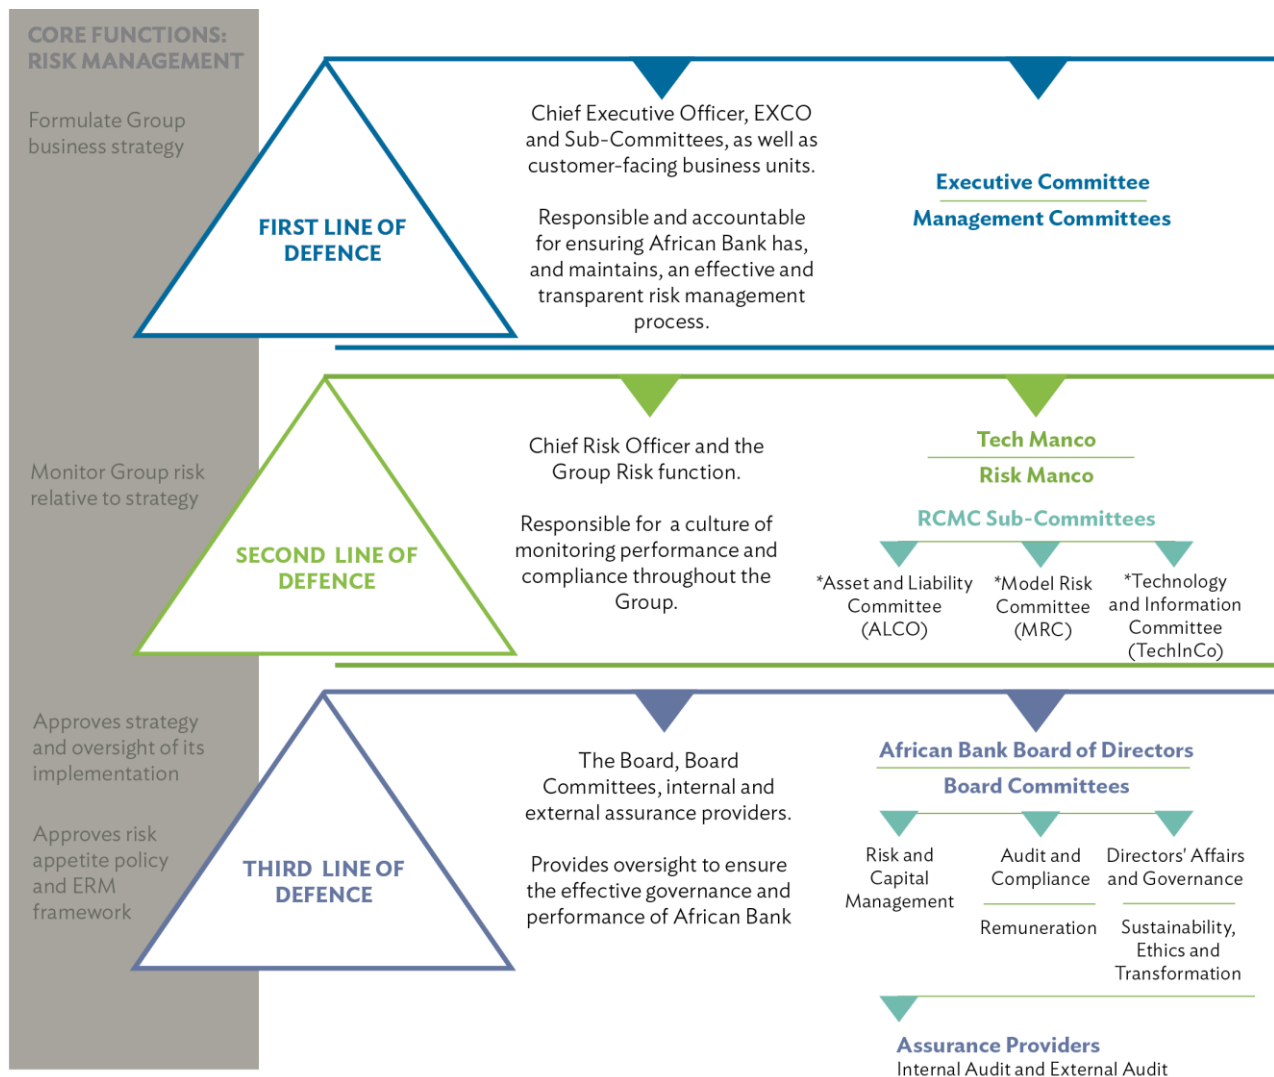 CORE FUNCTIONS:
RISK MANAGEMENT
Formulate Group
business strategy
FIRST LINE OF
DEFENCE
Chief Executive Officer, EXCO
and Sub-Committees, as well as
customer-facing business units.
Responsible and accountable
for ensuring African Bank has,
and maintains, an effective and
transparent risk management
process.
Executive Committee
Management Committees
Monitor Group risk
relative to strategy
SECOND LINE OF
DEFENCE
Chief Risk Officer and the
Group Risk function.
Responsible for a culture of
monitoring performance and
compliance throughout the
Group.
Tech Manco
Risk Manco
RCMC Sub-Committees
*Asset and Liability
Committee
(ALCO)
*Model Risk
Committee
(MRC)
*Technology
and Information
Committee
(TechInCo)
Approves strategy
and oversight of its
implementation
Approves risk
appetite policy
and ERM
framework
THIRD LINE OF
DEFENCE
The Board, Board
Committees, internal and
external assurance providers.
Provides oversight to ensure
the effective governance and
performance of African Bank
African Bank Board of Directors
Board Committees
Risk and
Capital
Management
Audit and
Compliance
Remuneration
Directors' Affairs
and Governance
Sustainability,
Ethics and
Transformation
Assurance Providers
Internal Audit and External Audit